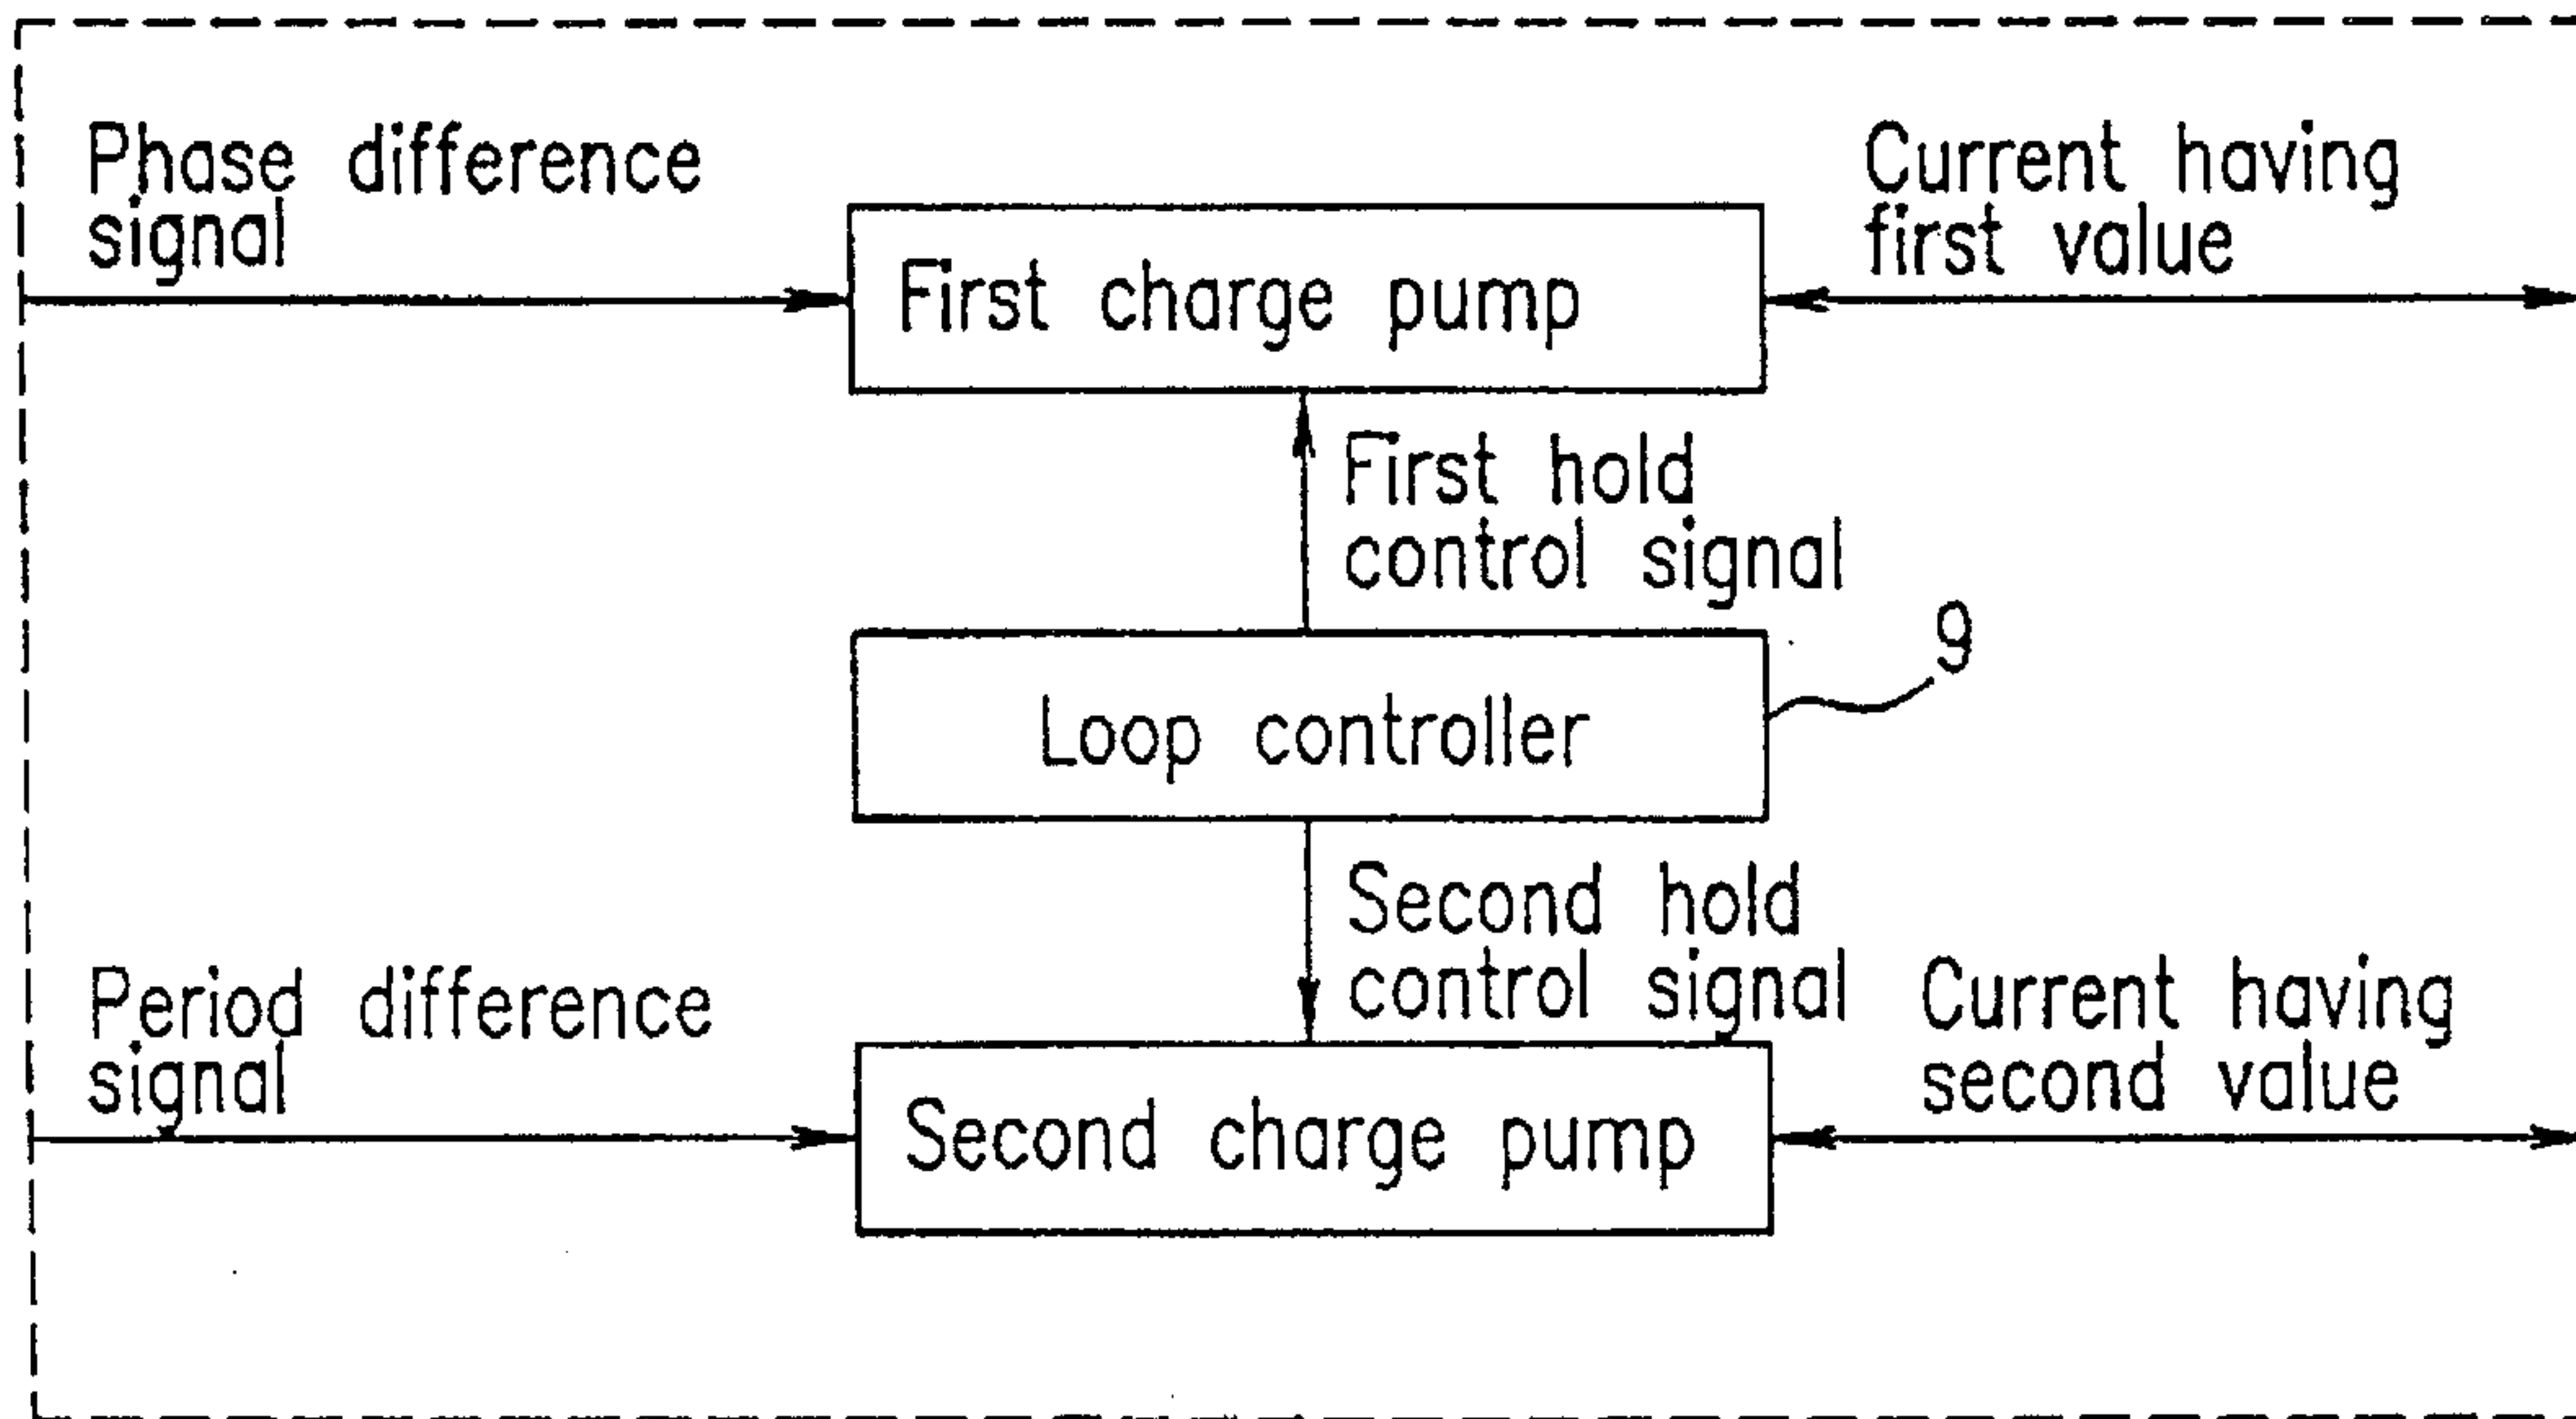 Phase difference
signal
Current having
first value
First charge pump
First hold
control signal
9
Loop controller
Second hold
control signal
Period difference
signal
Current having
second value
Second charge pump